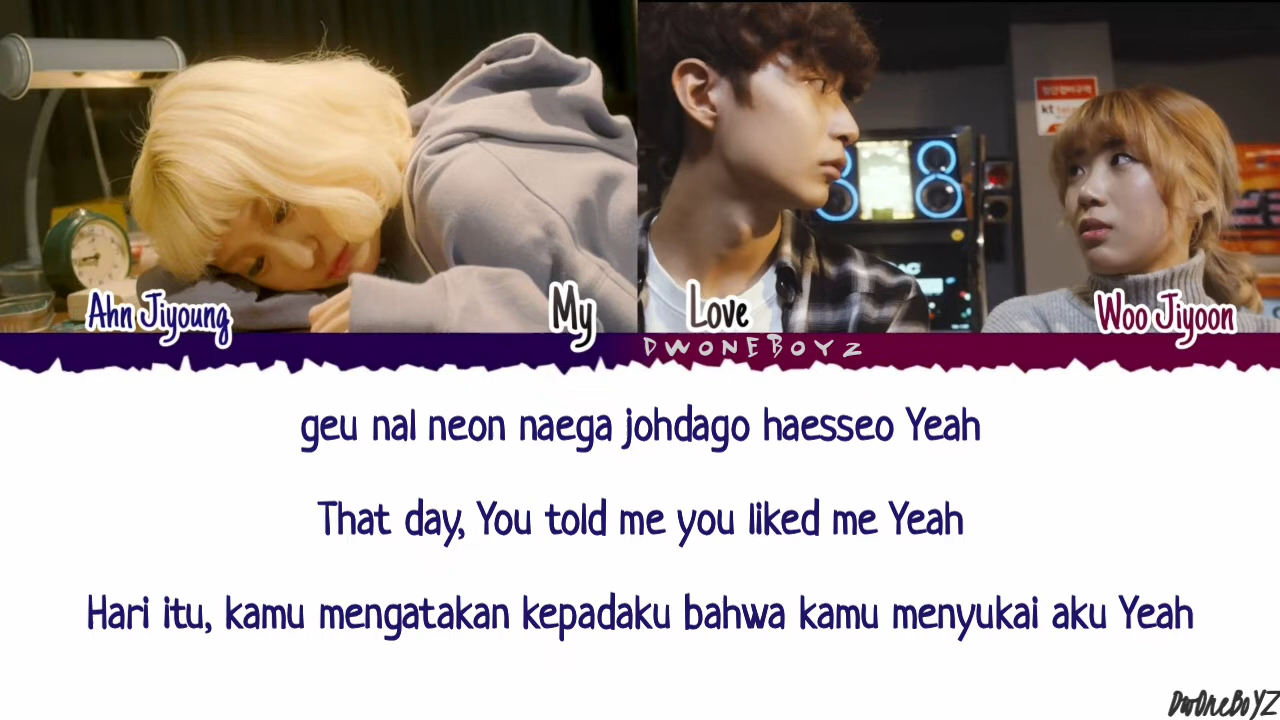 kt
Ahn Jiyoung
My Love
Woo Jiyoon
DWONEBOYZ
geu nal neon naega johdago haesseo Yeah
That day, You told me you liked me Yeah
Hari itu, kamu mengatakan kepadaku bahwa kamu menyukai aku Yeah
DwOneBoYZ